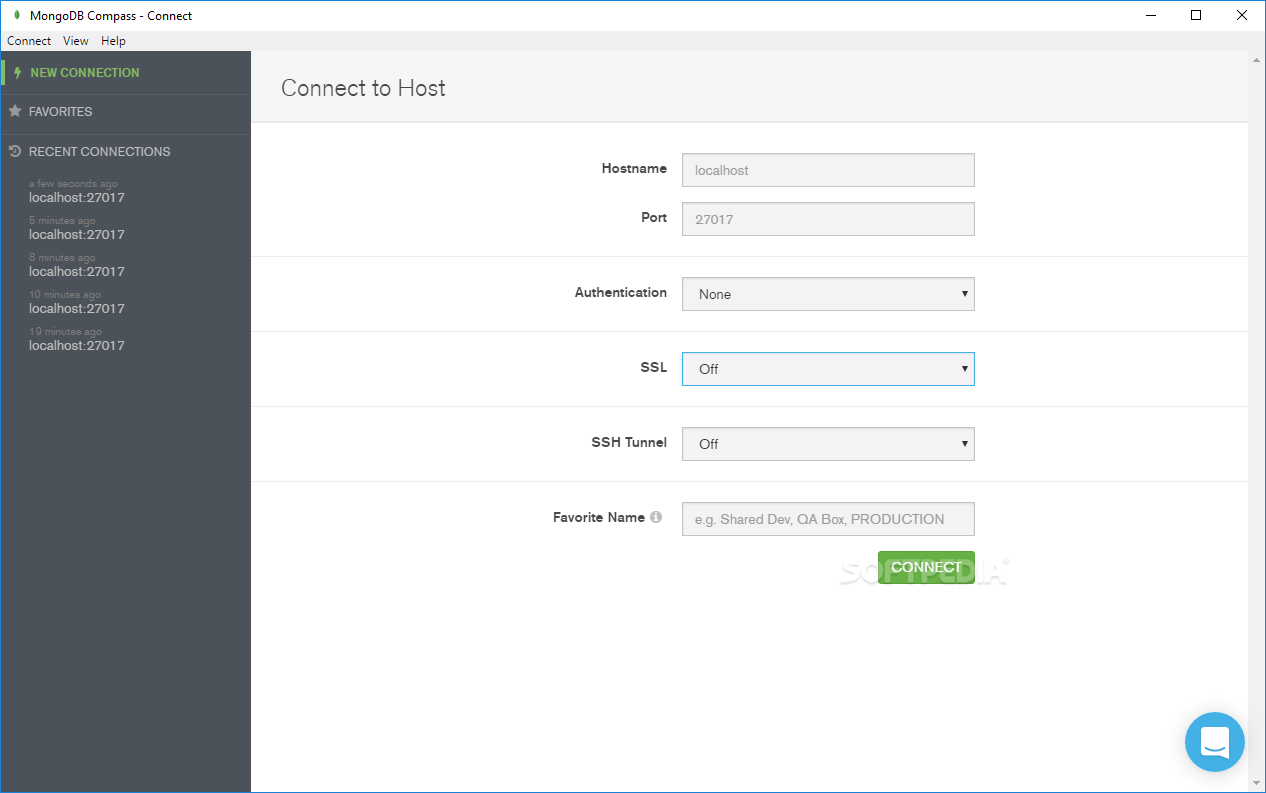 MongoDB Compass - Connect
Connect View Help
NEW CONNECTION
FAVORITES
RECENT CONNECTIONS
a few seconds ago
localhost:27017
5 minutes ago
localhost:27017
8 minutes ago
localhost:27017
10 minutes ago
localhost:27017
19 minutes ago
localhost:27017
Connect to Host
Hostname localhost
Port 27017
Authentication None
SSL Off
SSH Tunnel Off
Favorite Name e.g. Shared Dev, QA Box, PRODUCTION
CONNECT
SOFTPEDIA®